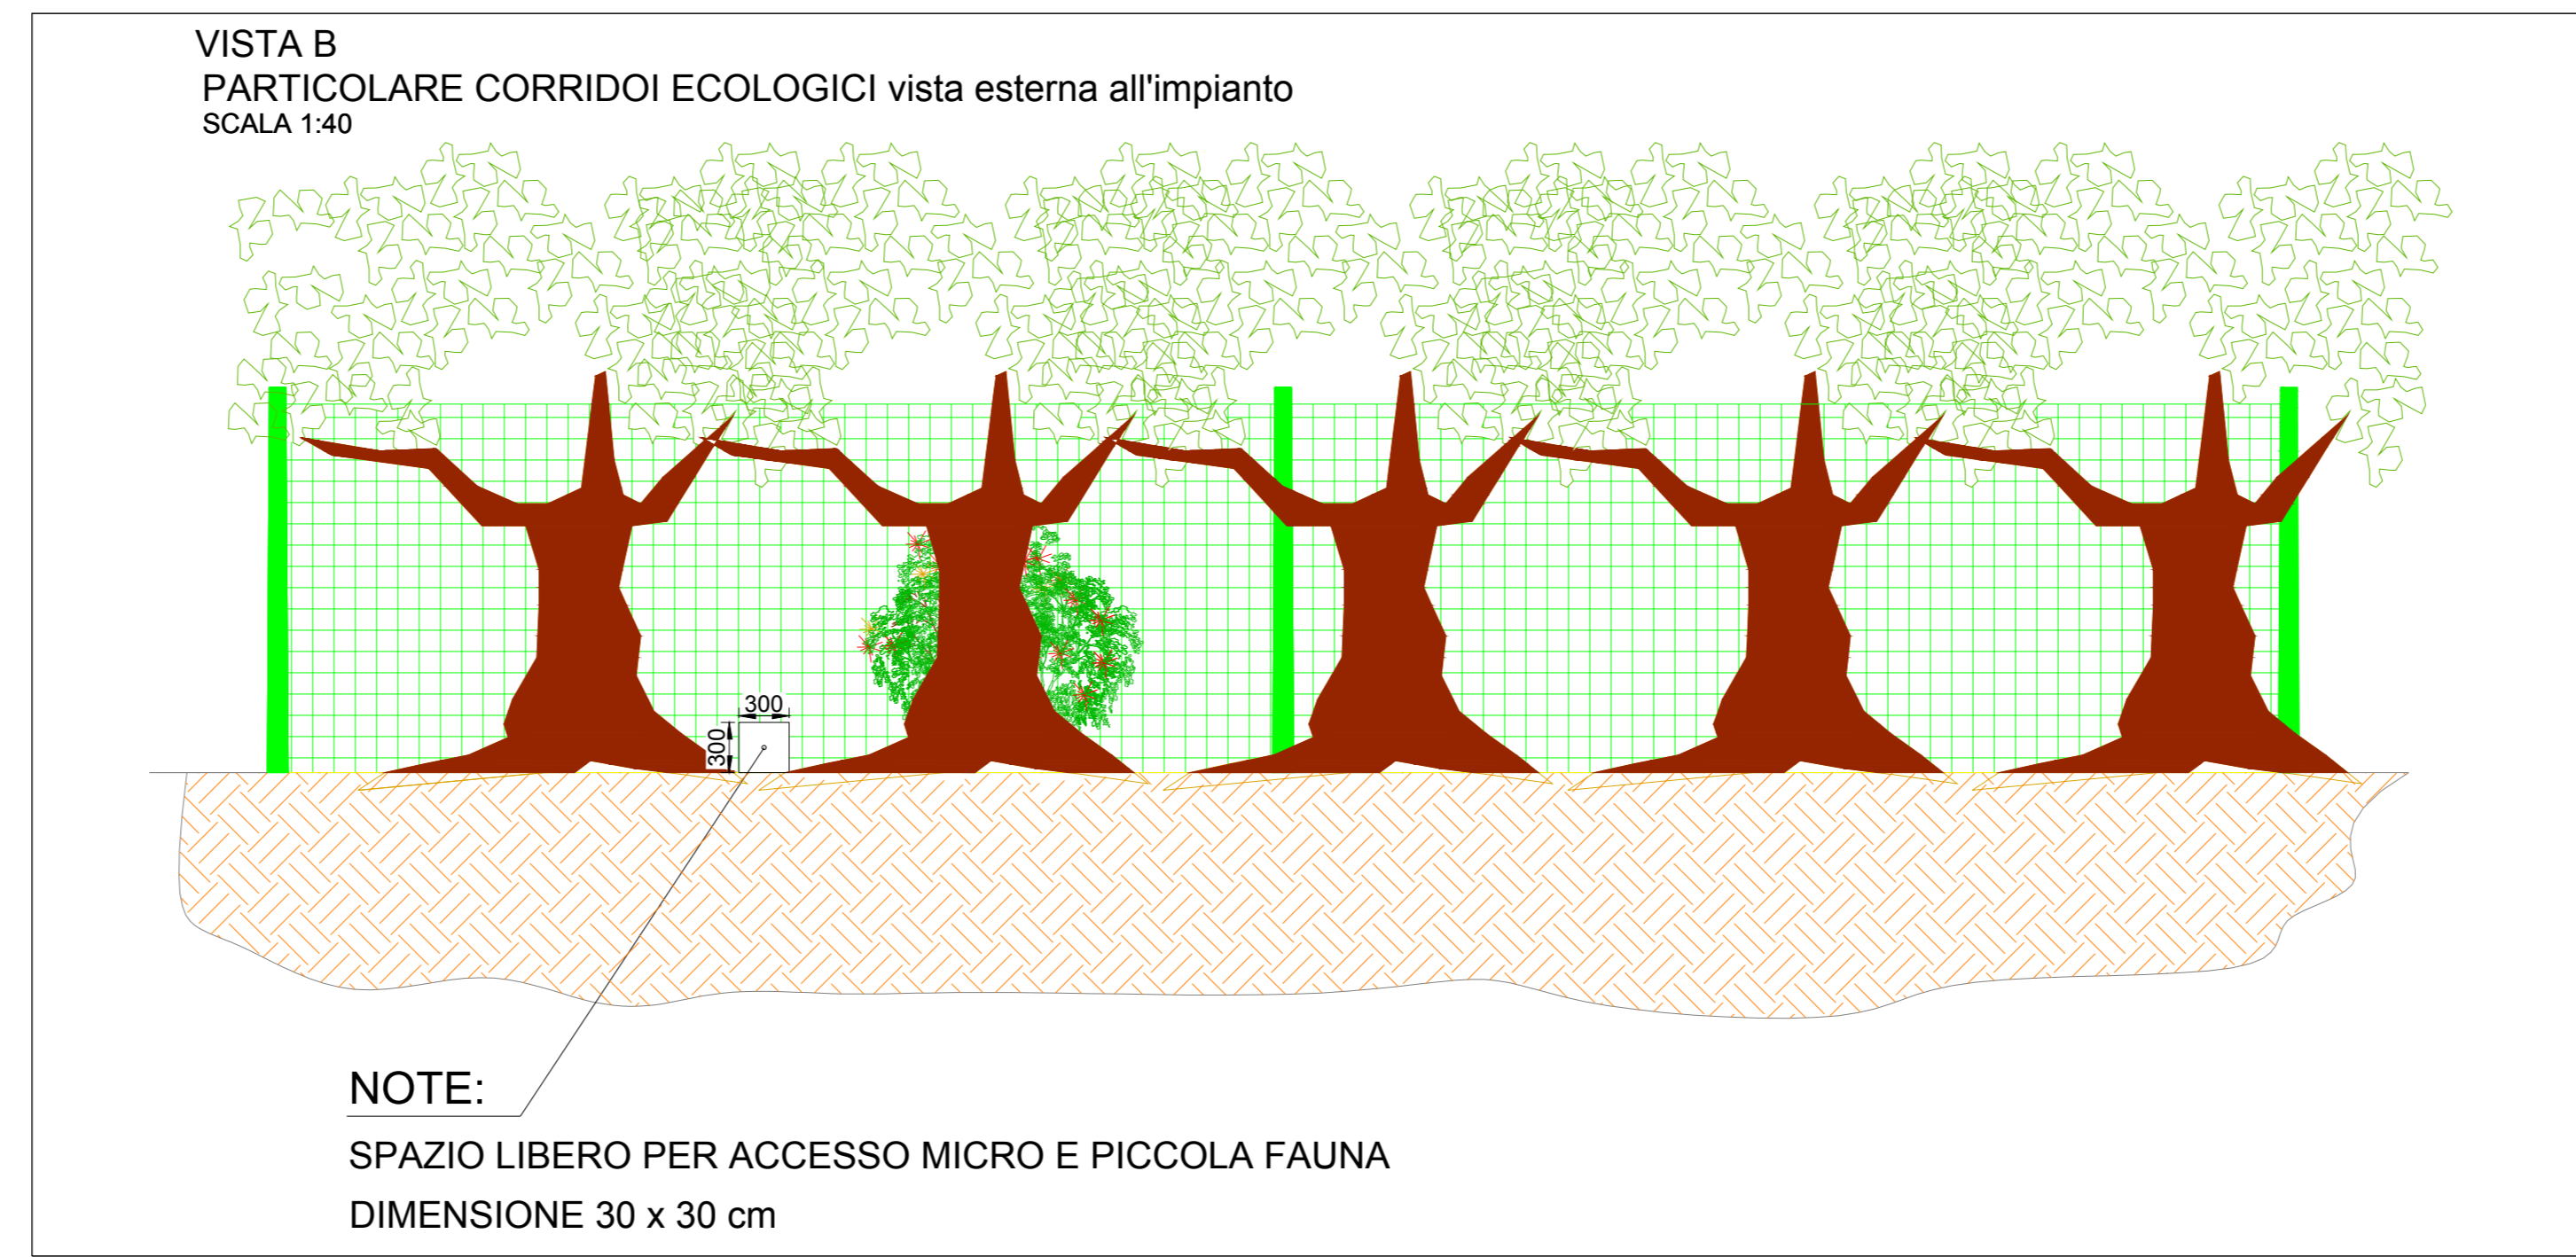 VISTA B
PARTICOLARE CORRIDOI ECOLOGICI vista esterna all'impianto
SCALA 1:40
300
300
NOTE:
SPAZIO LIBERO PER ACCESSO MICRO E PICCOLA FAUNA
DIMENSIONE 30 x 30 cm